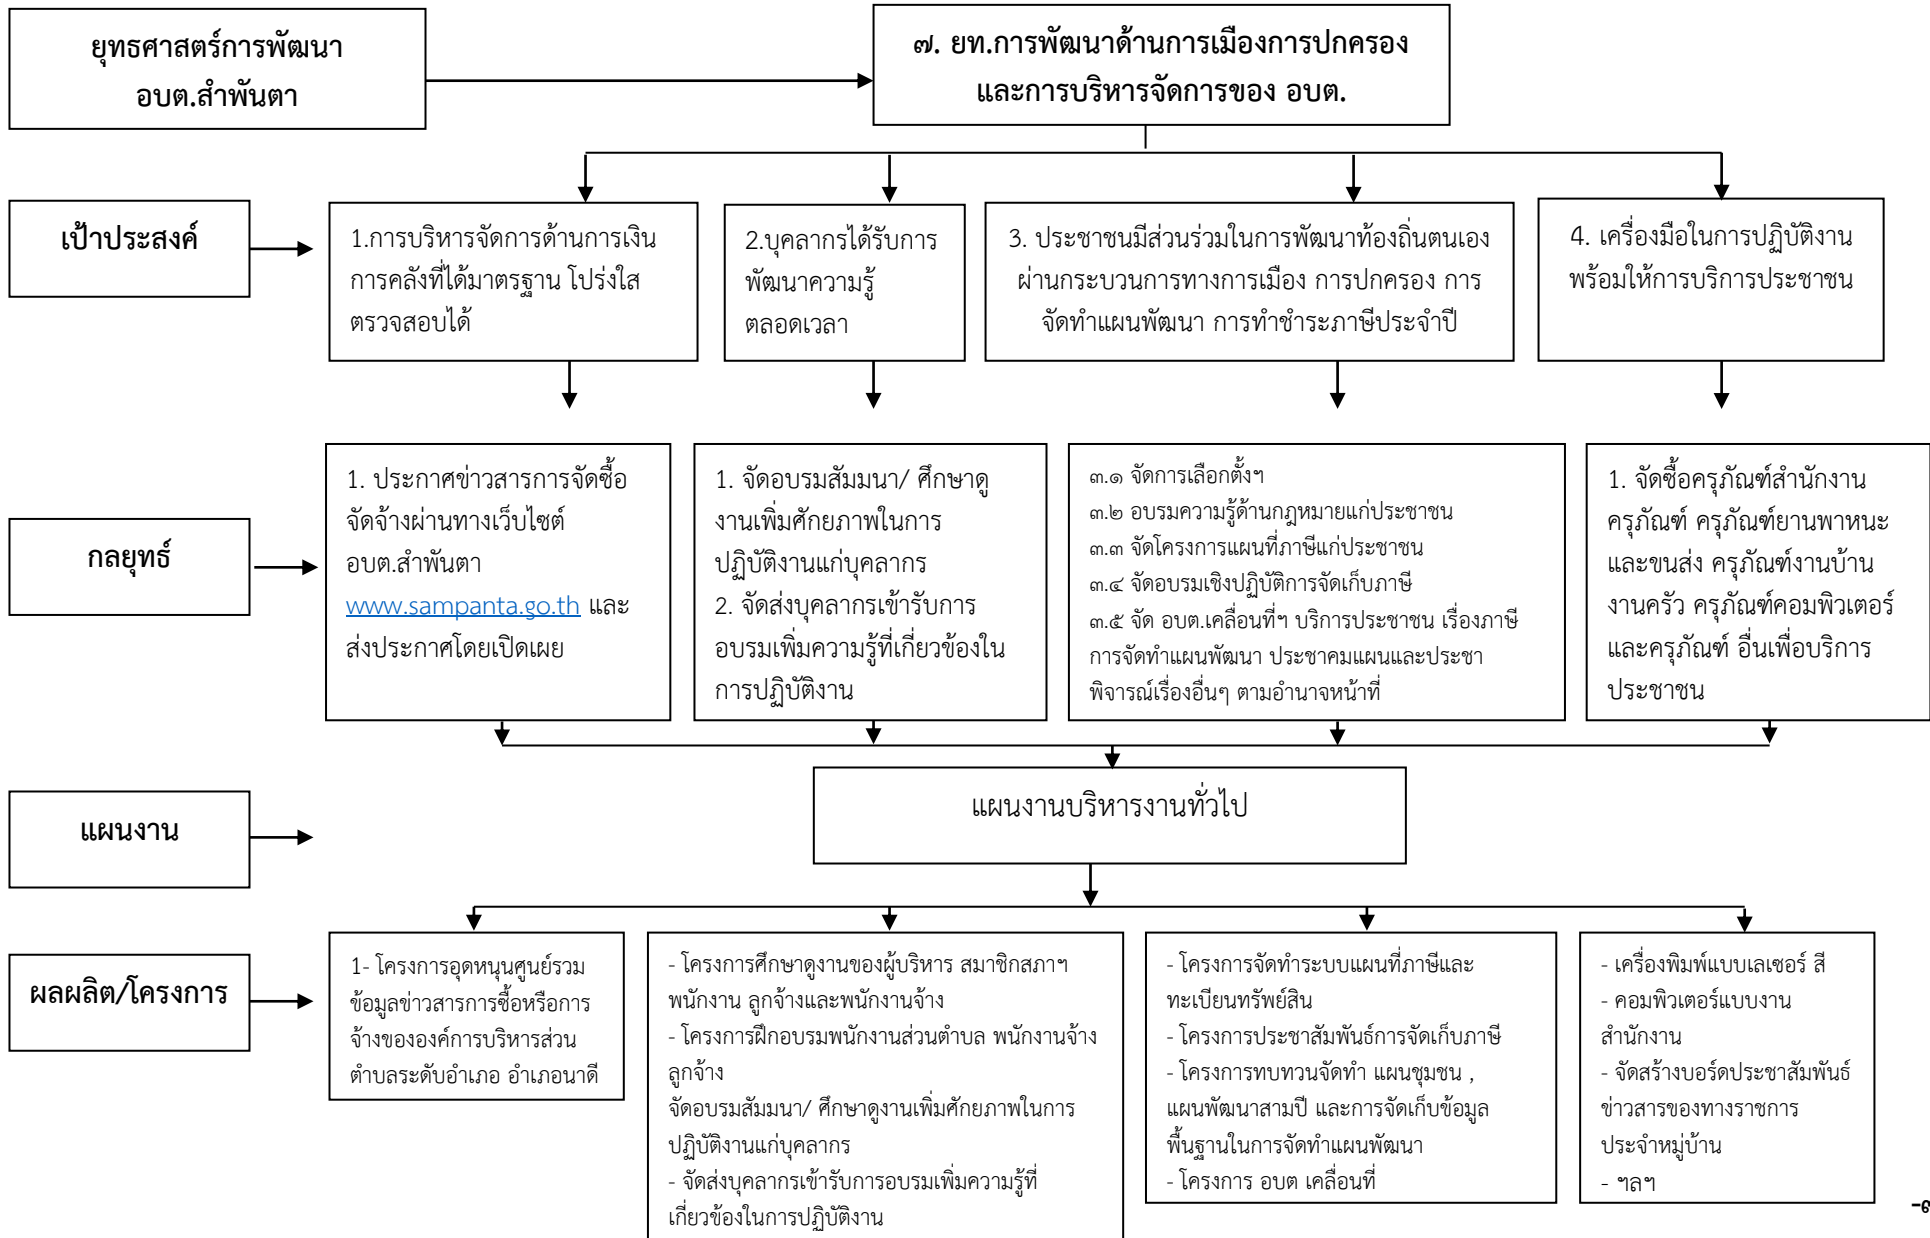 ยุทธศาสตร์การพัฒนา
อบต.สำพันตา
๗. ยท.การพัฒนาด้านการเมืองการปกครอง
และการบริหารจัดการของ อบต.
เป้าประสงค์
1.การบริหารจัดการด้านการเงิน
การคลังที่ได้มาตรฐาน โปร่งใส
ตรวจสอบได้
2.บุคลากรได้รับการ
พัฒนาความรู้
ตลอดเวลา
3. ประชาชนมีส่วนร่วมในการพัฒนาท้องถิ่นตนเอง
ผ่านกระบวนการทางการเมือง การปกครอง การ
จัดทำแผนพัฒนา การทำชำระภาษีประจำปี
4. เครื่องมือในการปฏิบัติงาน
พร้อมให้การบริการประชาชน
กลยุทธ์
1. ประกาศข่าวสารการจัดซื้อ
จัดจ้างผ่านทางเว็บไซต์
อบต.สำพันตา
www.sampanta.go.th และ
ส่งประกาศโดยเปิดเผย
1. จัดอบรมสัมมนา/ ศึกษาดู
งานเพิ่มศักยภาพในการ
ปฏิบัติงานแก่บุคลากร
2. จัดส่งบุคลากรเข้ารับการ
อบรมเพิ่มความรู้ที่เกี่ยวข้องใน
การปฏิบัติงาน
๓.๑ จัดการเลือกตั้งฯ
๓.๒ อบรมความรู้ด้านกฎหมายแก่ประชาชน
๓.๓ จัดโครงการแผนที่ภาษีแก่ประชาชน
๓.๔ จัดอบรมเชิงปฏิบัติการจัดเก็บภาษี
๓.๕ จัด อบต.เคลื่อนที่ฯ บริการประชาชน เรื่องภาษี
การจัดทำแผนพัฒนา ประชาคมแผนและประชา
พิจารณ์เรื่องอื่นๆ ตามอำนาจหน้าที่
1. จัดซื้อครุภัณฑ์สำนักงาน
ครุภัณฑ์ ครุภัณฑ์ยานพาหนะ
และขนส่ง ครุภัณฑ์งานบ้าน
งานครัว ครุภัณฑ์คอมพิวเตอร์
และครุภัณฑ์ อื่นเพื่อบริการ
ประชาชน
แผนงาน
แผนงานบริหารงานทั่วไป
ผลผลิต/โครงการ
1- โครงการอุดหนุนศูนย์รวม
ข้อมูลข่าวสารการซื้อหรือการ
จ้างขององค์การบริหารส่วน
ตำบลระดับอำเภอ อำเภอนาดี
- โครงการศึกษาดูงานของผู้บริหาร สมาชิกสภาฯ
พนักงาน ลูกจ้างและพนักงานจ้าง
- โครงการฝึกอบรมพนักงานส่วนตำบล พนักงานจ้าง
ลูกจ้าง
จัดอบรมสัมมนา/ ศึกษาดูงานเพิ่มศักยภาพในการ
ปฏิบัติงานแก่บุคลากร
- จัดส่งบุคลากรเข้ารับการอบรมเพิ่มความรู้ที่
เกี่ยวข้องในการปฏิบัติงาน
- โครงการจัดทำระบบแผนที่ภาษีและ
ทะเบียนทรัพย์สิน
- โครงการประชาสัมพันธ์การจัดเก็บภาษี
- โครงการทบทวนจัดทำ แผนชุมชน ,
แผนพัฒนาสามปี และการจัดเก็บข้อมูล
พื้นฐานในการจัดทำแผนพัฒนา
- โครงการ อบต เคลื่อนที่
- เครื่องพิมพ์แบบเลเซอร์ สี
- คอมพิวเตอร์แบบงาน
สำนักงาน
- จัดสร้างบอร์ดประชาสัมพันธ์
ข่าวสารของทางราชการ
ประจำหมู่บ้าน
- ฯลฯ